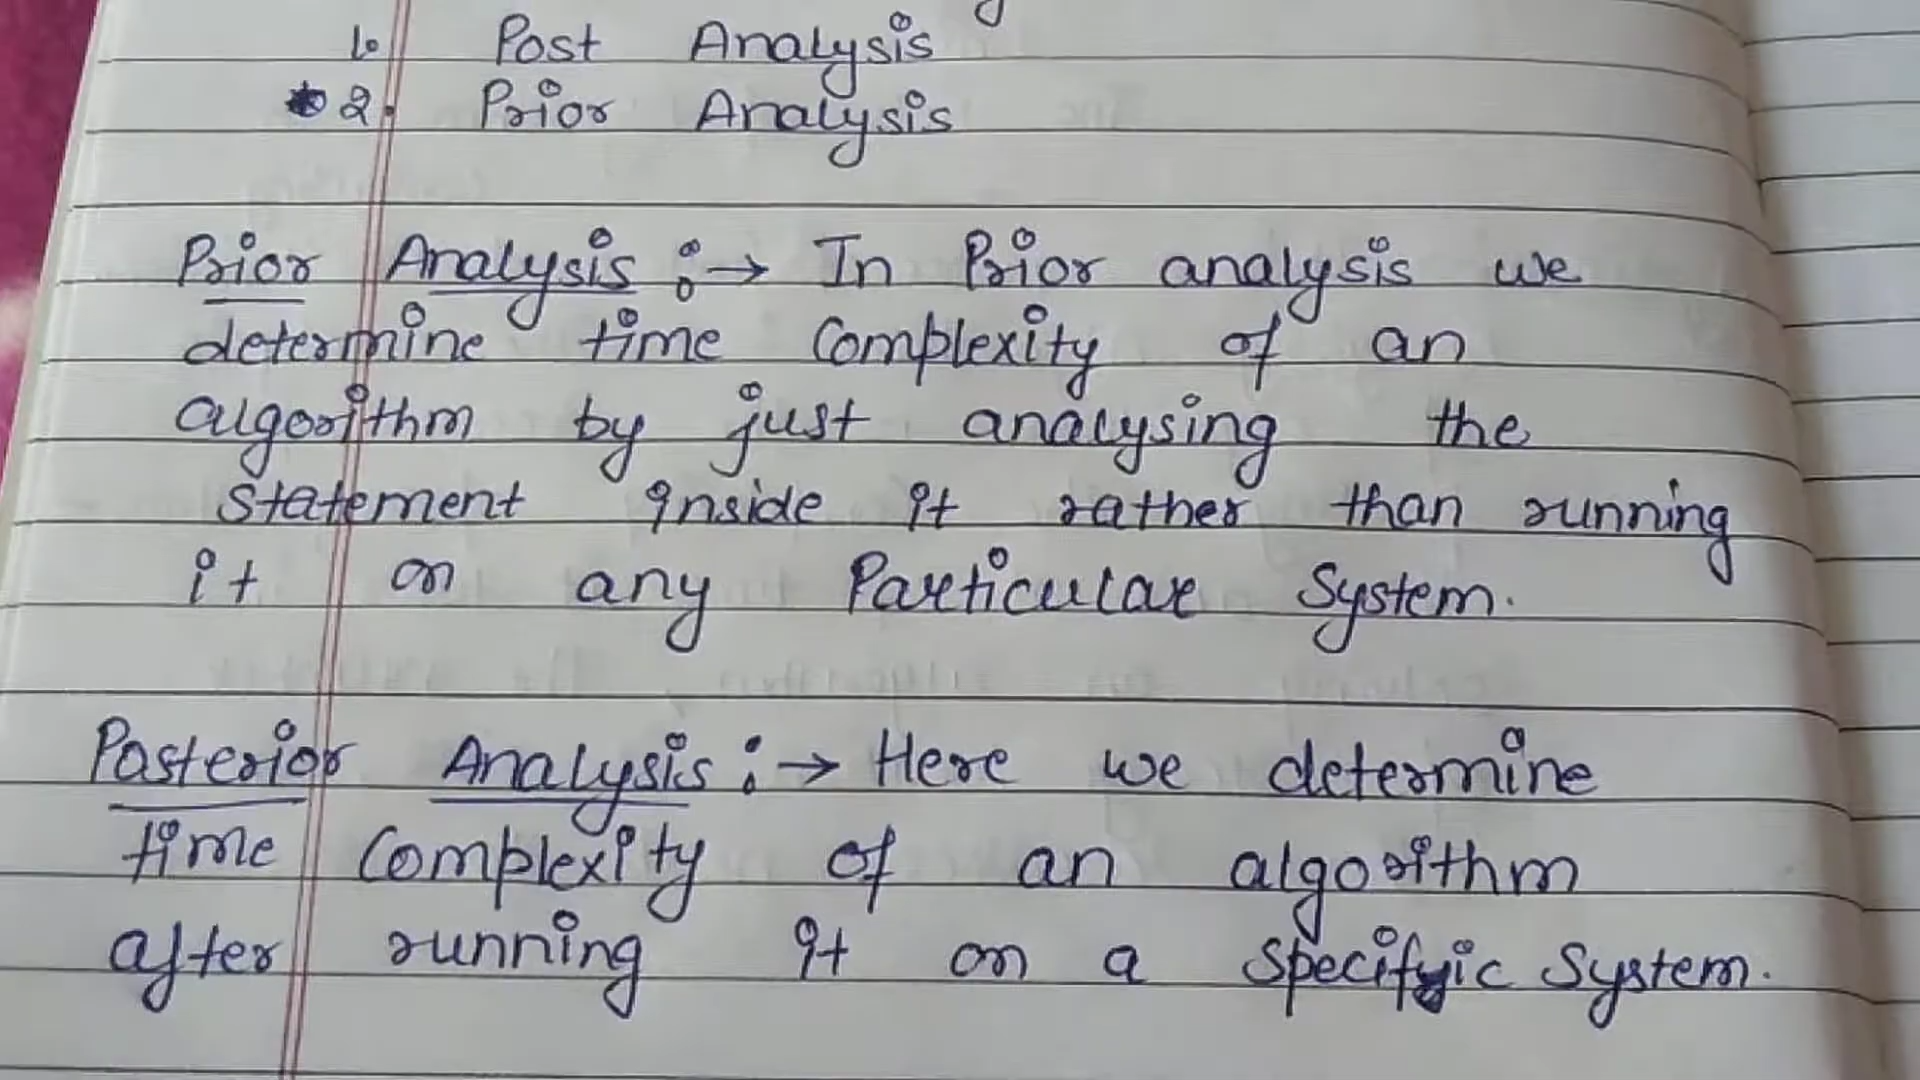 1. Post Analysis
2. Prior Analysis
Prior Analysis :→ In Prior analysis we
determine time Complexity of an
algorithm by just analysing the
statement inside it rather than running
it on any Particular System.
Posterior Analysis :→ Here we determine
time Complexity of an algorithm
after running it on a specific System.